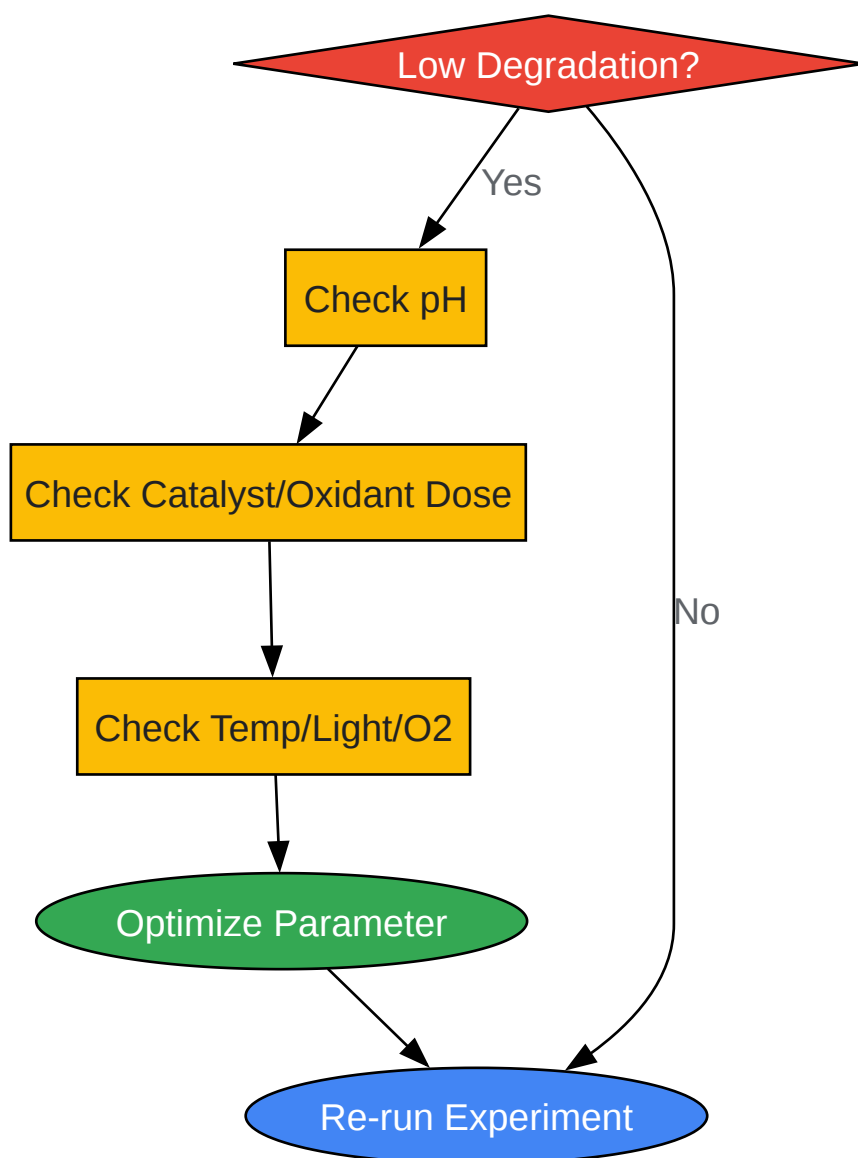 Low Degradation?
Yes
Check pH
Check Catalyst/Oxidant Dose
No
Check Temp/Light/O2
Optimize Parameter
Re-run Experiment